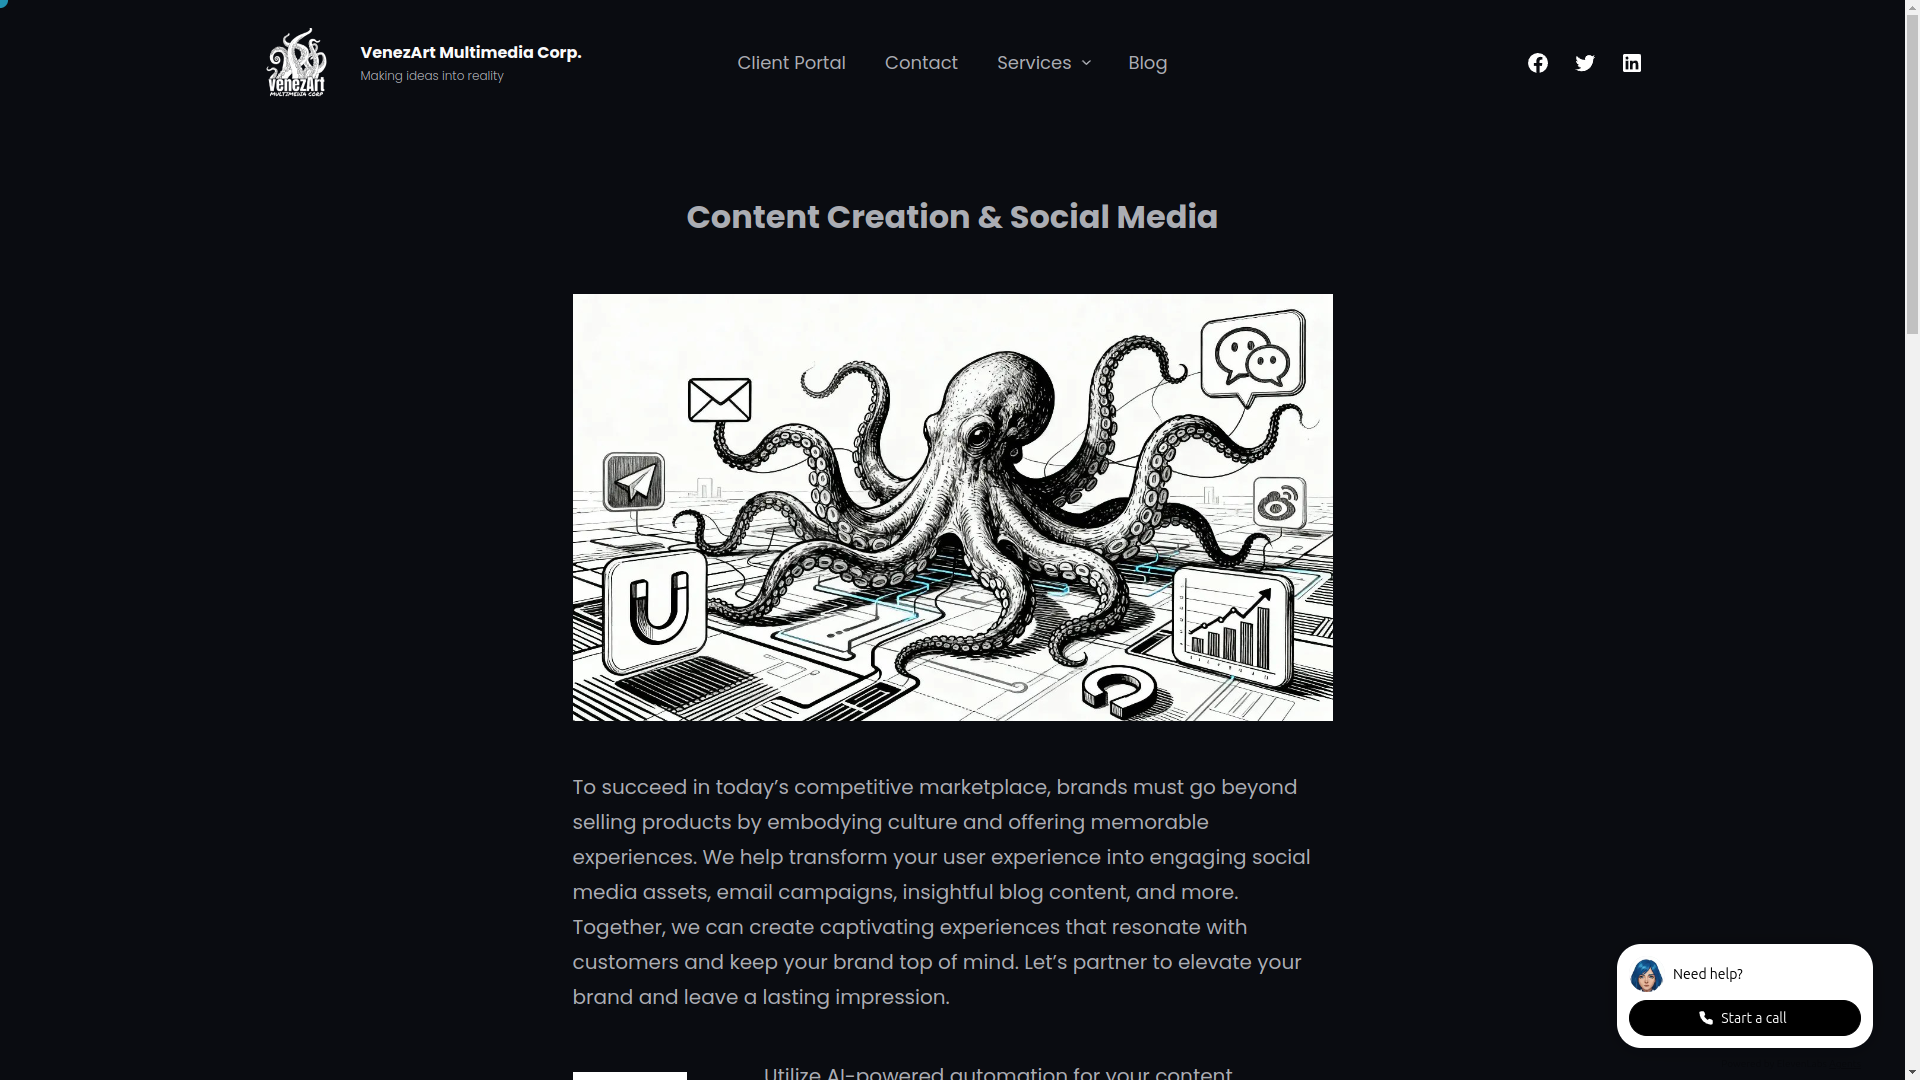 venezArt
MULTIMEDIA CORP
VenezArt Multimedia Corp.
Making ideas into reality
Client Portal
Contact
Services
Blog
Content Creation & Social Media
To succeed in today’s competitive marketplace, brands must go beyond
selling products by embodying culture and offering memorable
experiences. We help transform your user experience into engaging social
media assets, email campaigns, insightful blog content, and more.
Together, we can create captivating experiences that resonate with
customers and keep your brand top of mind. Let’s partner to elevate your
brand and leave a lasting impression.
Utilize AI-powered automation for your content
Need help?
Start a call